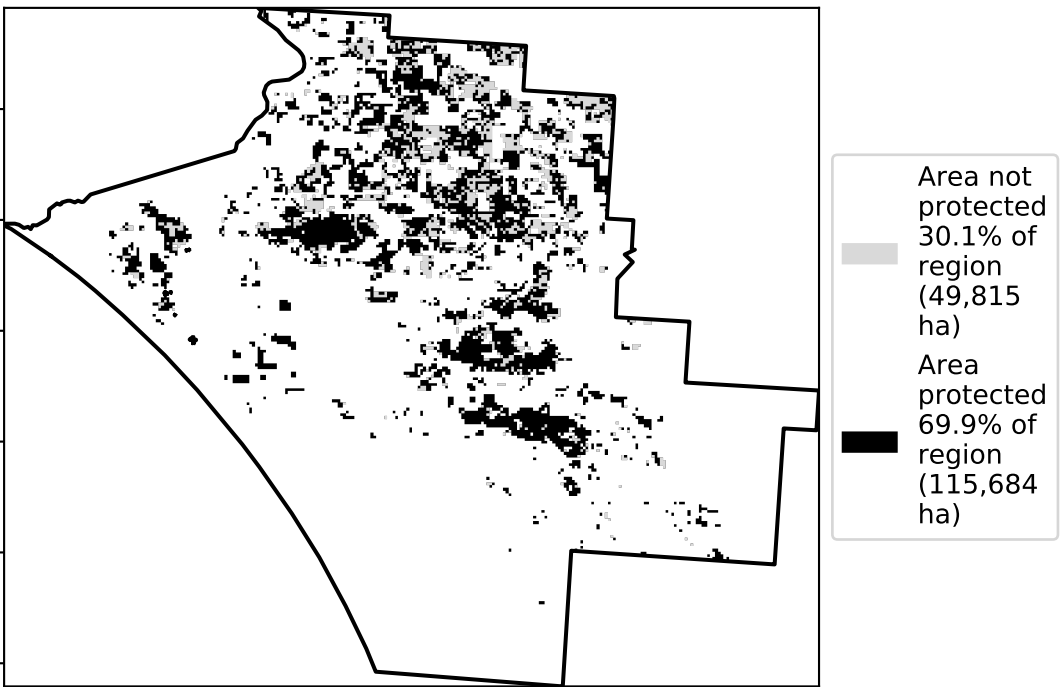 Area not
protected
30.1% of
region
(49,815
ha)
Area
protected
69.9% of
region
(115,684
ha)